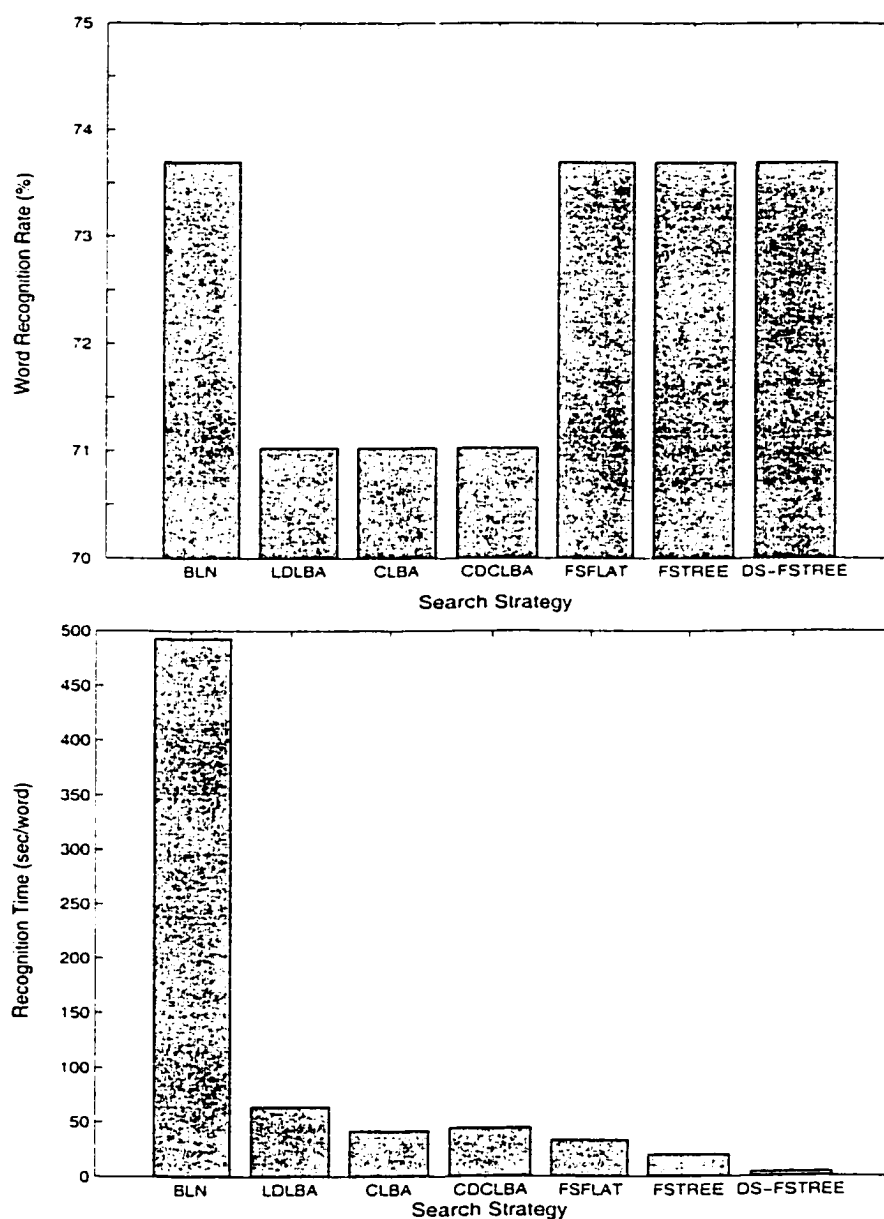 75
74
73
72
71
70
Word Recognition Rate (%)
BLN LDLBA CLBA CDCLBA FSFLAT FSTREE DS-FSTREE
Search Strategy
500
450
400
350
300
250
200
150
100
50
0
Recognition Time (sec/word)
BLN LDLBA CLBA CDCLBA FSFLAT FSTREE DS-FSTREE
Search Strategy